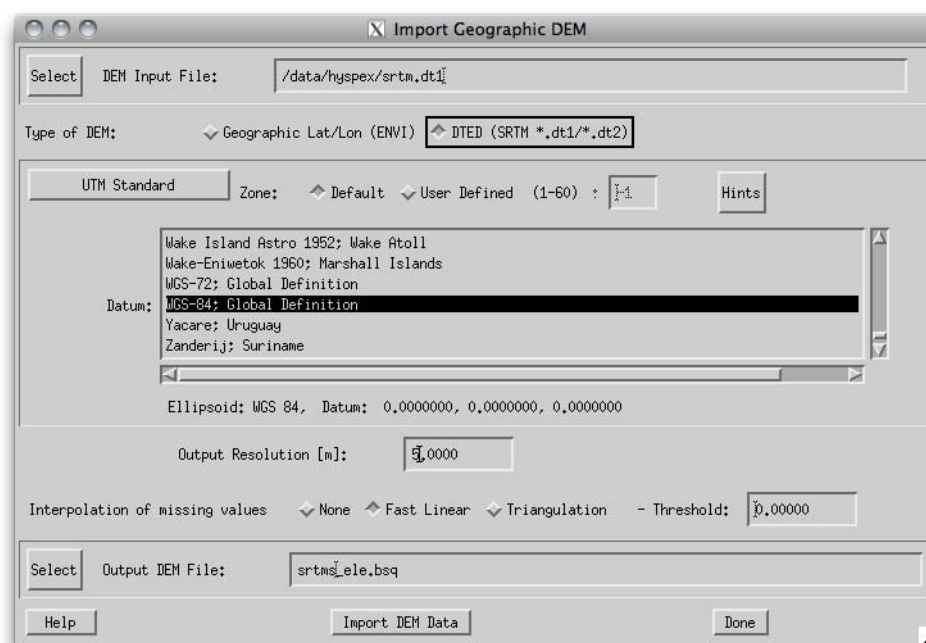 X Import Geographic DEM
Select DEM Input File: /data/hyspex/srtm.dt1
Type of DEM: Geographic Lat/Lon (ENVI) DTED (SRTM *.dt1/*.dt2)
UTM Standard Zone: Default User Defined (1-60) : -1 Hints
Wake Island Astro 1952; Wake Atoll
Wake-Eniwetok 1960; Marshall Islands
WGS-72; Global Definition
Datum: WGS-84; Global Definition
Yacare; Uruguay
Zanderij; Suriname
Ellipsoid: WGS 84, Datum: 0.0000000, 0.0000000, 0.0000000
Output Resolution [m]: 5.0000
Interpolation of missing values None Fast Linear Triangulation - Threshold: 0.00000
Select Output DEM File: srtms_ele.bsq
Help Import DEM Data Done